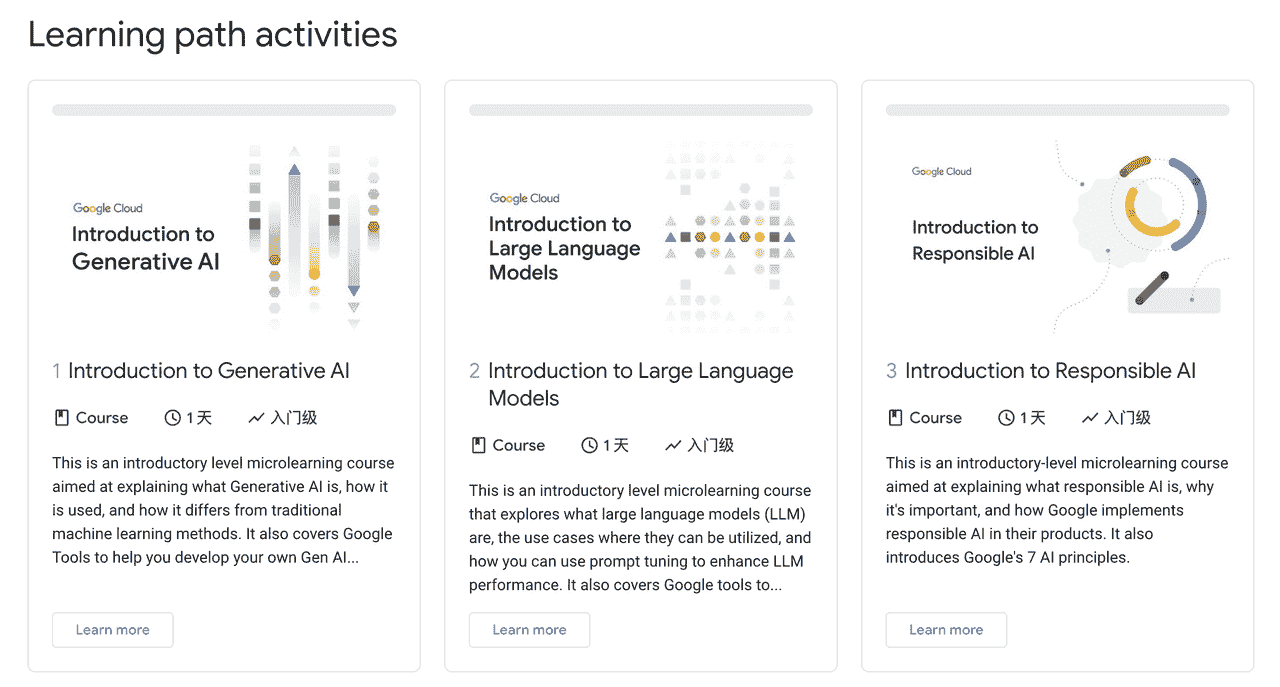 Learning path activities
Google Cloud
Introduction to
Generative AI
1 Introduction to Generative AI
Course 1 天 入门级
This is an introductory level microlearning course
aimed at explaining what Generative AI is, how it
is used, and how it differs from traditional
machine learning methods. It also covers Google
Tools to help you develop your own Gen AI...
Learn more
Google Cloud
Introduction to
Large Language
Models
2 Introduction to Large Language
Models
Course 1 天 入门级
This is an introductory level microlearning course
that explores what large language models (LLM)
are, the use cases where they can be utilized, and
how you can use prompt tuning to enhance LLM
performance. It also covers Google tools to...
Learn more
Google Cloud
Introduction to
Responsible AI
3 Introduction to Responsible AI
Course 1 天 入门级
This is an introductory-level microlearning course
aimed at explaining what responsible AI is, why
it's important, and how Google implements
responsible AI in their products. It also
introduces Google's 7 AI principles.
Learn more